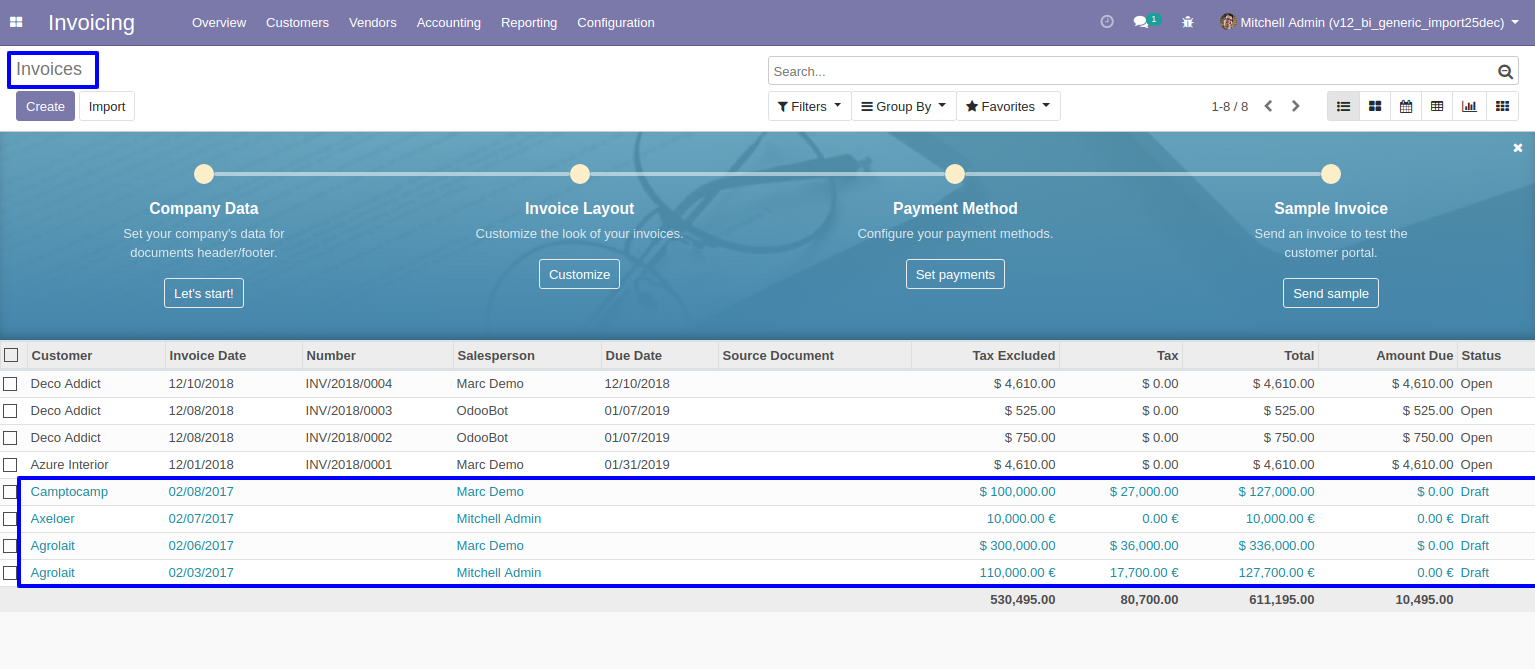 Invoicing Overview Customers Vendors Accounting Reporting Configuration 1 Mitchell Admin (v12_bi_generic_import25dec)
Invoices
Search...
Create Import Filters Group By Favorites 1-8 / 8
Company Data Invoice Layout Payment Method Sample Invoice
Set your company's data for Customize the look of your invoices. Configure your payment methods. Send an invoice to test the
documents header/footer. customer portal.
Customize Set payments
Let's start! Send sample
Customer Invoice Date Number Salesperson Due Date Source Document Tax Excluded Tax Total Amount Due Status
Deco Addict 12/10/2018 INV/2018/0004 Marc Demo 12/10/2018 $ 4,610.00 $ 0.00 $ 4,610.00 $ 4,610.00 Open
Deco Addict 12/08/2018 INV/2018/0003 OdooBot 01/07/2019 $ 525.00 $ 0.00 $ 525.00 $ 525.00 Open
Deco Addict 12/08/2018 INV/2018/0002 OdooBot 01/07/2019 $ 750.00 $ 0.00 $ 750.00 $ 750.00 Open
Azure Interior 12/01/2018 INV/2018/0001 Marc Demo 01/31/2019 $ 4,610.00 $ 0.00 $ 4,610.00 $ 4,610.00 Open
Camptocamp 02/08/2017 Marc Demo $ 100,000.00 $ 27,000.00 $ 127,000.00 $ 0.00 Draft
Axeloer 02/07/2017 Mitchell Admin 10,000.00 € 0.00 € 10,000.00 € 0.00 € Draft
Agrolait 02/06/2017 Marc Demo $ 300,000.00 $ 36,000.00 $ 336,000.00 $ 0.00 Draft
Agrolait 02/03/2017 Mitchell Admin 110,000.00 € 17,700.00 € 127,700.00 € 0.00 € Draft
530,495.00 80,700.00 611,195.00 10,495.00